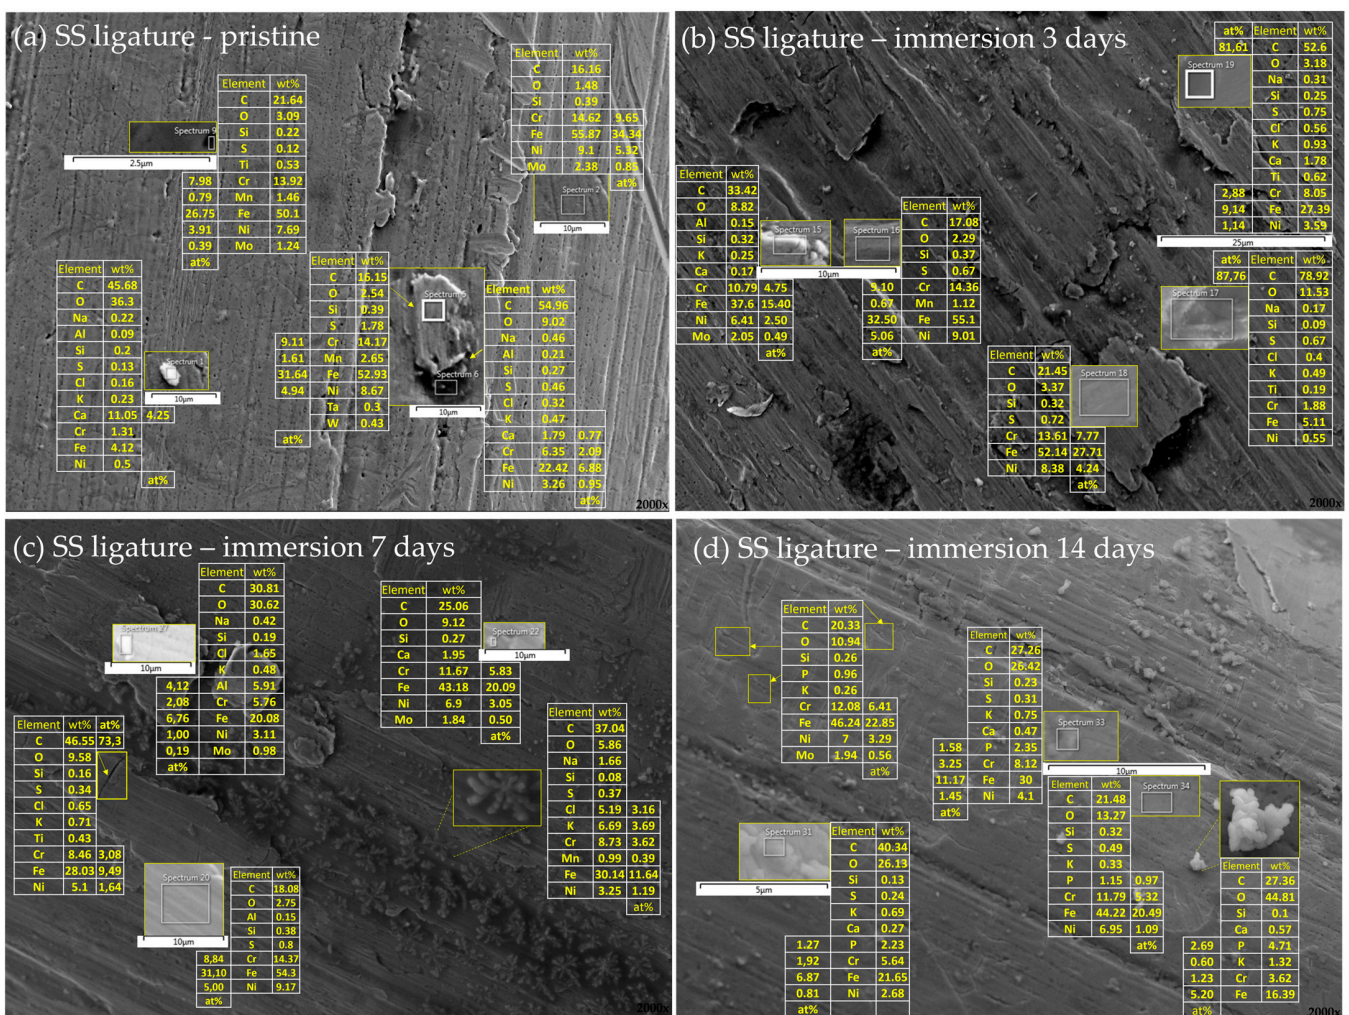 (a) SS ligature - pristine
Element wt%
C 16.16
O 1.48
Si 0.39
Cr 14.62 9.65
Fe 55.87 34.34
Ni 9.1 5.32
Mo 2.38 0.85
at%
Spectrum 2
10µm
Element wt%
C 21.64
O 3.09
Si 0.22
S 0.12
Ti 0.53
7.98 Cr 13.92
0.79 Mn 1.46
26.75 Fe 50.1
3.91 Ni 7.69
0.39 Mo 1.24
at%
Spectrum 9
2.5µm
Element wt%
C 45.68
O 36.3
Na 0.22
Al 0.09
Si 0.2
S 0.13
Cl 0.16
K 0.23
Ca 11.05 4.25
Cr 1.31
Fe 4.12
Ni 0.5
at%
Spectrum 1
10µm
Element wt%
C 16.15
O 2.54
Si 0.39
S 1.78
9.11 Cr 14.17
1.61 Mn 2.65
31.64 Fe 52.93
4.94 Ni 8.67
Ta 0.3
W 0.43
at%
Spectrum 5
Spectrum 6
10µm
Element wt%
C 54.96
O 9.02
Na 0.46
Al 0.21
Si 0.27
S 0.46
Cl 0.32
K 0.47
Ca 1.79 0.77
Cr 6.35 2.09
Fe 22.42 6.88
Ni 3.26 0.95
at%
2000x
(b) SS ligature – immersion 3 days
at% Element wt%
81,61 C 52.6
O 3.18
Na 0.31
Si 0.25
S 0.75
Cl 0.56
K 0.93
Ca 1.78
Ti 0.62
2,88 Cr 8.05
9,14 Fe 27.39
1,14 Ni 3.59
Spectrum 19
25µm
Element wt%
C 33.42
O 8.82
Al 0.15
Si 0.32
K 0.25
Ca 0.17
Cr 10.79 4.75
Fe 37.6 15.40
Ni 6.41 2.50
Mo 2.05 0.49
at%
Spectrum 15
Spectrum 16
10µm
Element wt%
C 17.08
O 2.29
Si 0.37
S 0.67
9.10 Cr 14.36
0.67 Mn 1.12
32.50 Fe 55.1
5.06 Ni 9.01
at%
at% Element wt%
87,76 C 78.92
O 11.53
Na 0.17
Si 0.09
S 0.67
Cl 0.4
K 0.49
Ti 0.19
Cr 1.88
Fe 5.11
Ni 0.55
Spectrum 17
Element wt%
C 21.45
O 3.37
Si 0.32
S 0.72
Cr 13.61 7.77
Fe 52.14 27.71
Ni 8.38 4.24
at%
Spectrum 18
2000x
(c) SS ligature – immersion 7 days
Element wt%
C 30.81
O 30.62
Na 0.42
Si 0.19
Cl 1.65
K 0.48
4,12 Al 5.91
2,08 Cr 5.76
6,76 Fe 20.08
1,00 Ni 3.11
0,19 Mo 0.98
at%
Spectrum 27
10µm
Element wt%
C 25.06
O 9.12
Si 0.27
Ca 1.95
Cr 11.67 5.83
Fe 43.18 20.09
Ni 6.9 3.05
Mo 1.84 0.50
at%
Spectrum 22
10µm
Element wt% at%
C 46.55 73,3
O 9.58
Si 0.16
S 0.34
Cl 0.65
K 0.71
Ti 0.43
Cr 8.46 3,08
Fe 28.03 9,49
Ni 5.1 1,64
Element wt%
C 37.04
O 5.86
Na 1.66
Si 0.08
S 0.37
Cl 5.19 3.16
K 6.69 3.69
Cr 8.73 3.62
Mn 0.99 0.39
Fe 30.14 11.64
Ni 3.25 1.19
at%
Spectrum 20
10µm
Element wt%
C 18.08
O 2.75
Al 0.15
Si 0.38
S 0.8
8,84 Cr 14.37
31,10 Fe 54.3
5,00 Ni 9.17
at%
2000x
(d) SS ligature – immersion 14 days
Element wt%
C 20.33
O 10.94
Si 0.26
P 0.96
K 0.26
Cr 12.08 6.41
Fe 46.24 22.85
Ni 7 3.29
Mo 1.94 0.56
at%
Element wt%
C 27.26
O 26.42
Si 0.23
S 0.31
K 0.75
Ca 0.47
1.58 P 2.35
3.25 Cr 8.12
11.17 Fe 30
1.45 Ni 4.1
at%
Spectrum 33
10µm
Element wt%
C 21.48
O 13.27
Si 0.32
S 0.49
K 0.33
P 1.15 0.97
Cr 11.79 5.32
Fe 44.22 20.49
Ni 6.95 1.09
at%
Spectrum 34
Spectrum 31
5µm
Element wt%
C 40.34
O 26.13
Si 0.13
S 0.24
K 0.69
Ca 0.27
1.27 P 2.23
1,92 Cr 5.64
6.87 Fe 21.65
0.81 Ni 2.68
at%
Element wt%
C 27.36
O 44.81
Si 0.1
Ca 0.57
2.69 P 4.71
0.60 K 1.32
1.23 Cr 3.62
5.20 Fe 16.39
at%
2000x